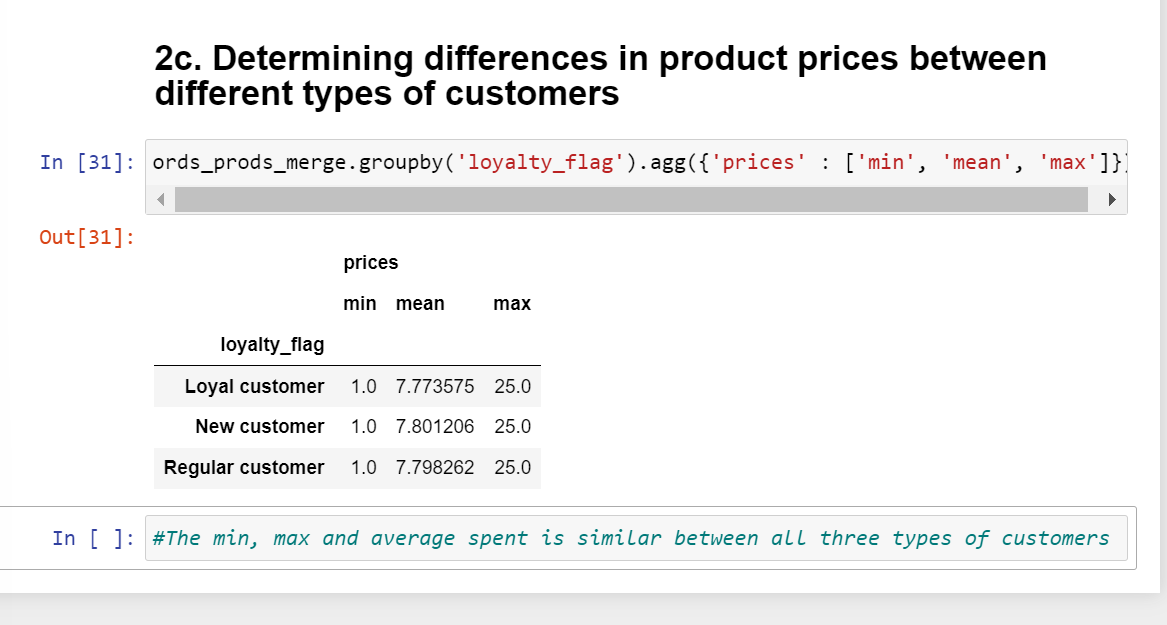 2c. Determining differences in product prices between
different types of customers
In [31]: ords_prods_merge.groupby('loyalty_flag').agg({'prices' : ['min', 'mean', 'max']})
Out[31]:
prices
min mean max
loyalty_flag
Loyal customer 1.0 7.773575 25.0
New customer 1.0 7.801206 25.0
Regular customer 1.0 7.798262 25.0
In [ ]: #The min, max and average spent is similar between all three types of customers